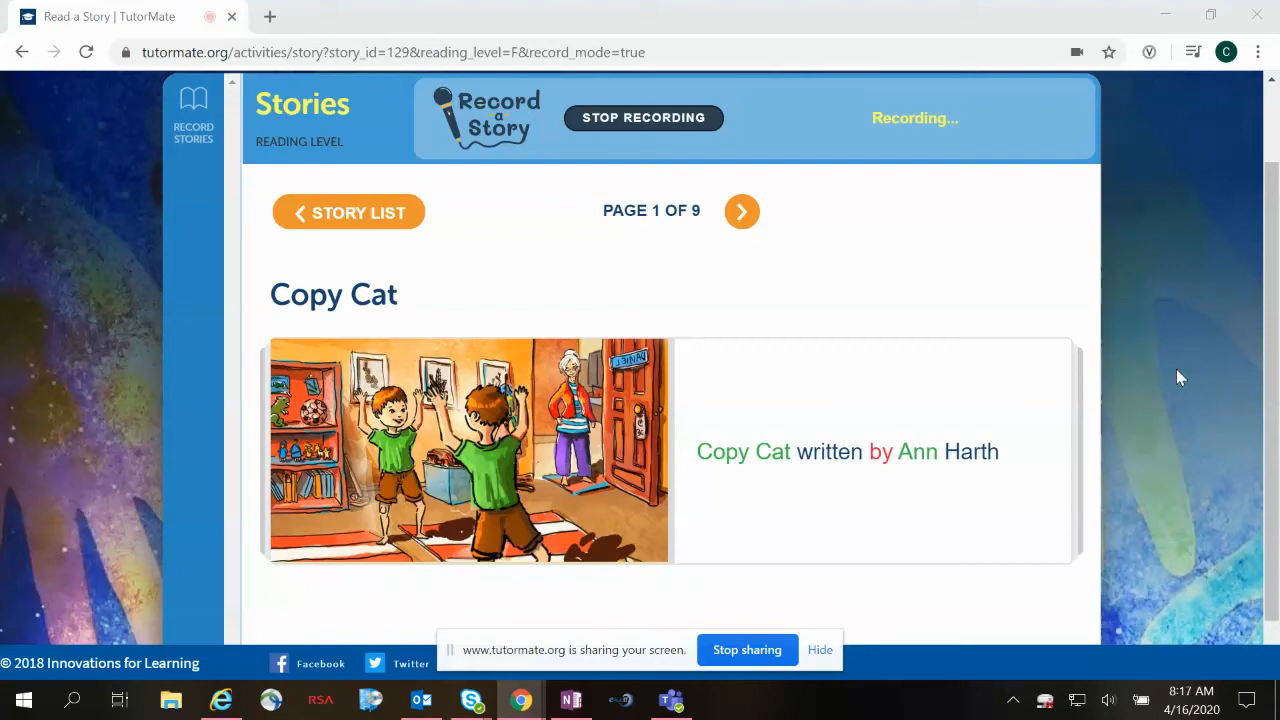 Read a Story | TutorMate
tutormate.org/activities/story?story_id=129&reading_level=F&record_mode=true
C
RECORD
STORIES
Stories
READING LEVEL
Record
a
Story
STOP RECORDING
Recording...
STORY LIST
PAGE 1 OF 9
Copy Cat
Copy Cat written by Ann Harth
www.tutormate.org is sharing your screen.
Stop sharing
Hide
© 2018 Innovations for Learning
Facebook
Twitter
RSA
8:17 AM
4/16/2020